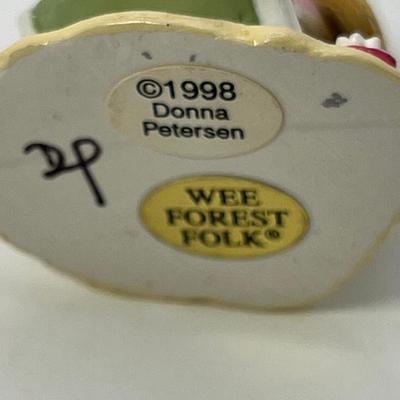 ©1998
Donna
Petersen
DP
WEE
FOREST
FOLK®